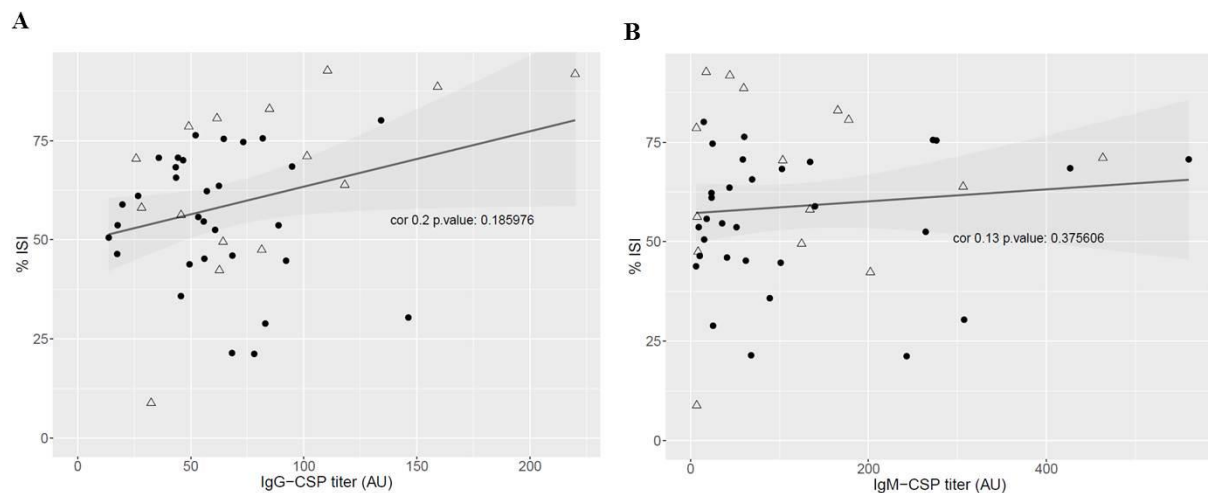 A
75
50
25
0
% ISI
cor 0.2 p.value: 0.185976
0
50
100
150
200
IgG−CSP titer (AU)
B
75
50
25
0
% ISI
cor 0.13 p.value: 0.375606
0
200
400
IgM−CSP titer (AU)